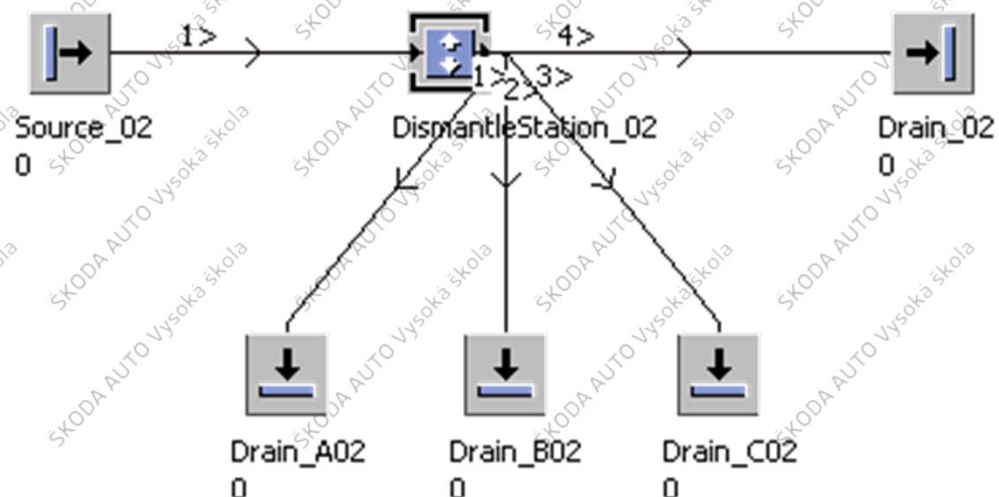 1> 4>
1> 2> 3>
Source_02 DismantleStation_02 Drain_02
0 0
Drain_A02 Drain_B02 Drain_C02
0 0 0
ŠKODA AUTO Vysoká škola